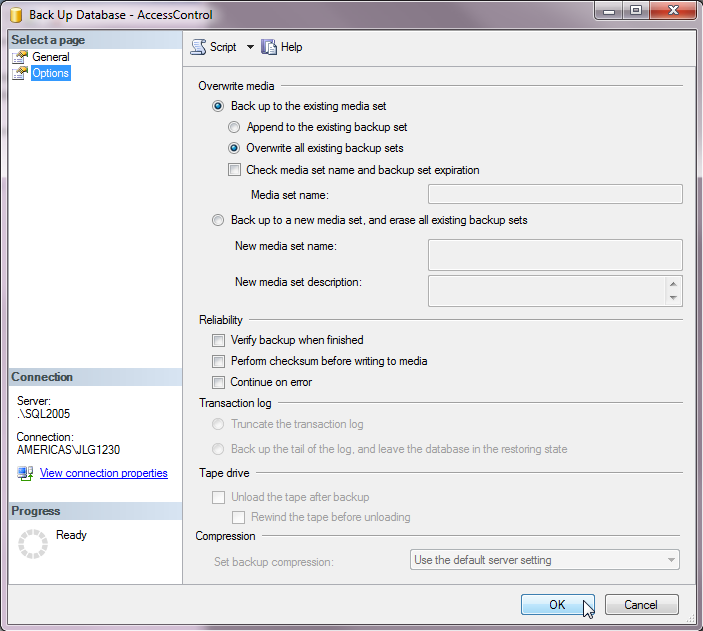 Back Up Database - AccessControl
Select a page
General
Options
Script Help
Overwrite media
Back up to the existing media set
Append to the existing backup set
Overwrite all existing backup sets
Check media set name and backup set expiration
Media set name:
Back up to a new media set, and erase all existing backup sets
New media set name:
New media set description:
Reliability
Verify backup when finished
Perform checksum before writing to media
Continue on error
Transaction log
Truncate the transaction log
Back up the tail of the log, and leave the database in the restoring state
Tape drive
Unload the tape after backup
Rewind the tape before unloading
Compression
Set backup compression: Use the default server setting
Connection
Server:
.\SQL2005
Connection:
AMERICAS\JLG1230
View connection properties
Progress
Ready
OK Cancel